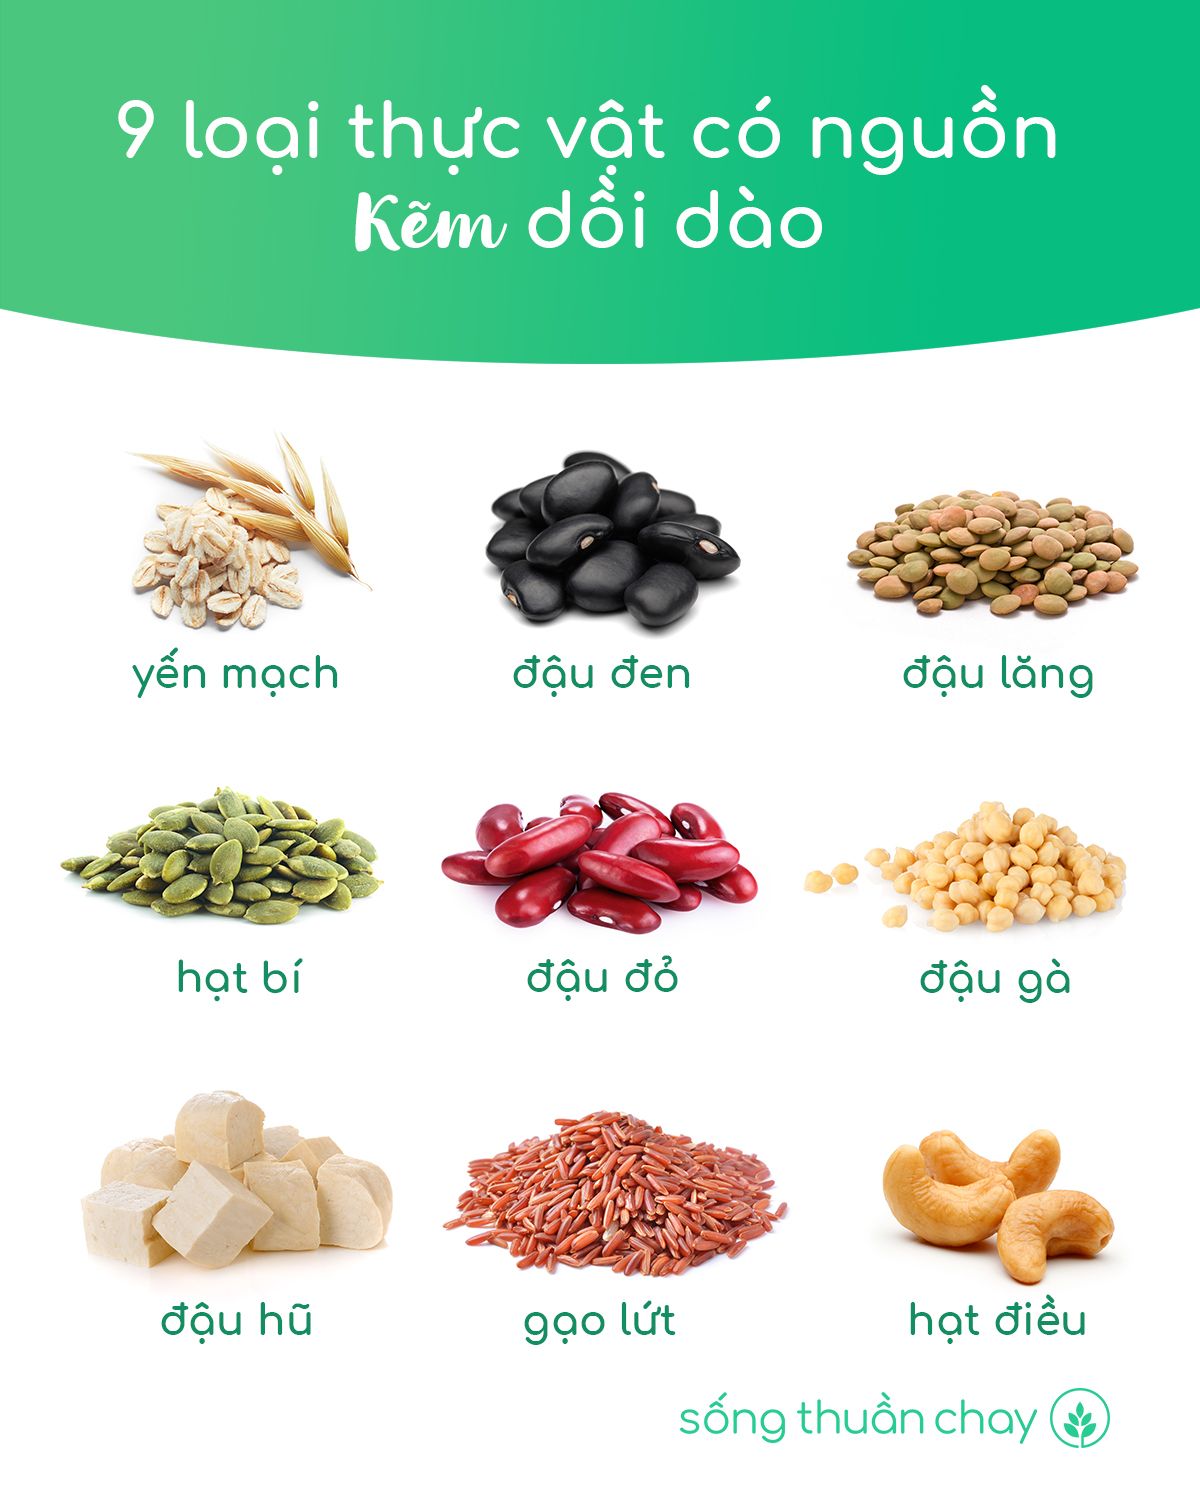 9 loại thực vật có nguồn
Kẽm dồi dào
yến mạch
đậu đen
đậu lăng
hạt bí
đậu đỏ
đậu gà
đậu hũ
gạo lứt
hạt điều
sống thuần chay